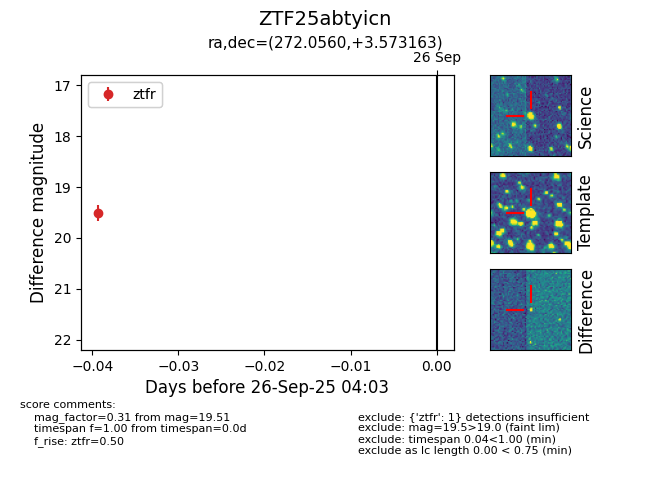 ZTF25abtyicn
ra,dec=(272.0560,+3.573163)
26 Sep
ztfr
17
18
19
20
21
22
Difference magnitude
−0.04
−0.03
−0.02
−0.01
0.00
Days before 26-Sep-25 04:03
Science
Template
Difference
score comments:
mag_factor=0.31 from mag=19.51
timespan f=1.00 from timespan=0.0d
f_rise: ztfr=0.50
exclude: {'ztfr': 1} detections insufficient
exclude: mag=19.5>19.0 (faint lim)
exclude: timespan 0.04<1.00 (min)
exclude as lc length 0.00 < 0.75 (min)